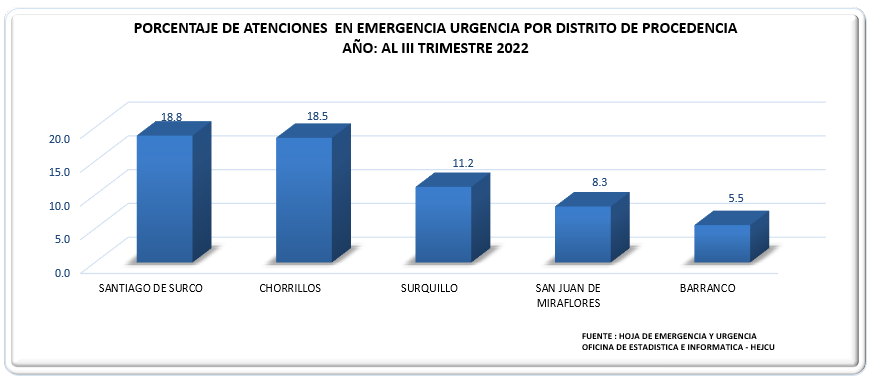 PORCENTAJE DE ATENCIONES EN EMERGENCIA URGENCIA POR DISTRITO DE PROCEDENCIA
AÑO: AL III TRIMESTRE 2022
18.8
18.5
11.2
8.3
5.5
20.0
15.0
10.0
5.0
0.0
SANTIAGO DE SURCO
CHORRILLOS
SURQUILLO
SAN JUAN DE
MIRAFLORES
BARRANCO
FUENTE : HOJA DE EMERGENCIA Y URGENCIA
OFICINA DE ESTADISTICA E INFORMATICA - HEJCU